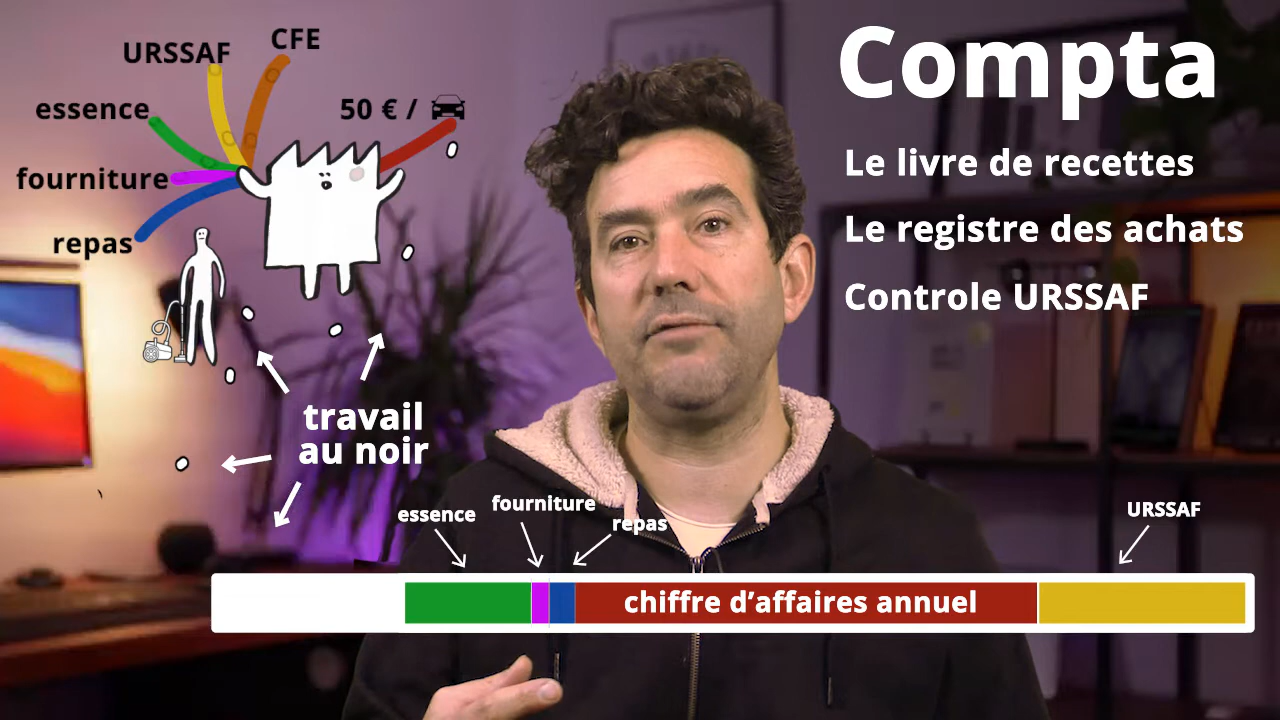 URSSAF
CFE
essence
50 € /
fourniture
repas
travail
au noir
Compta
Le livre de recettes
Le registre des achats
Controle URSSAF
essence
fourniture
repas
URSSAF
chiffre d’affaires annuel